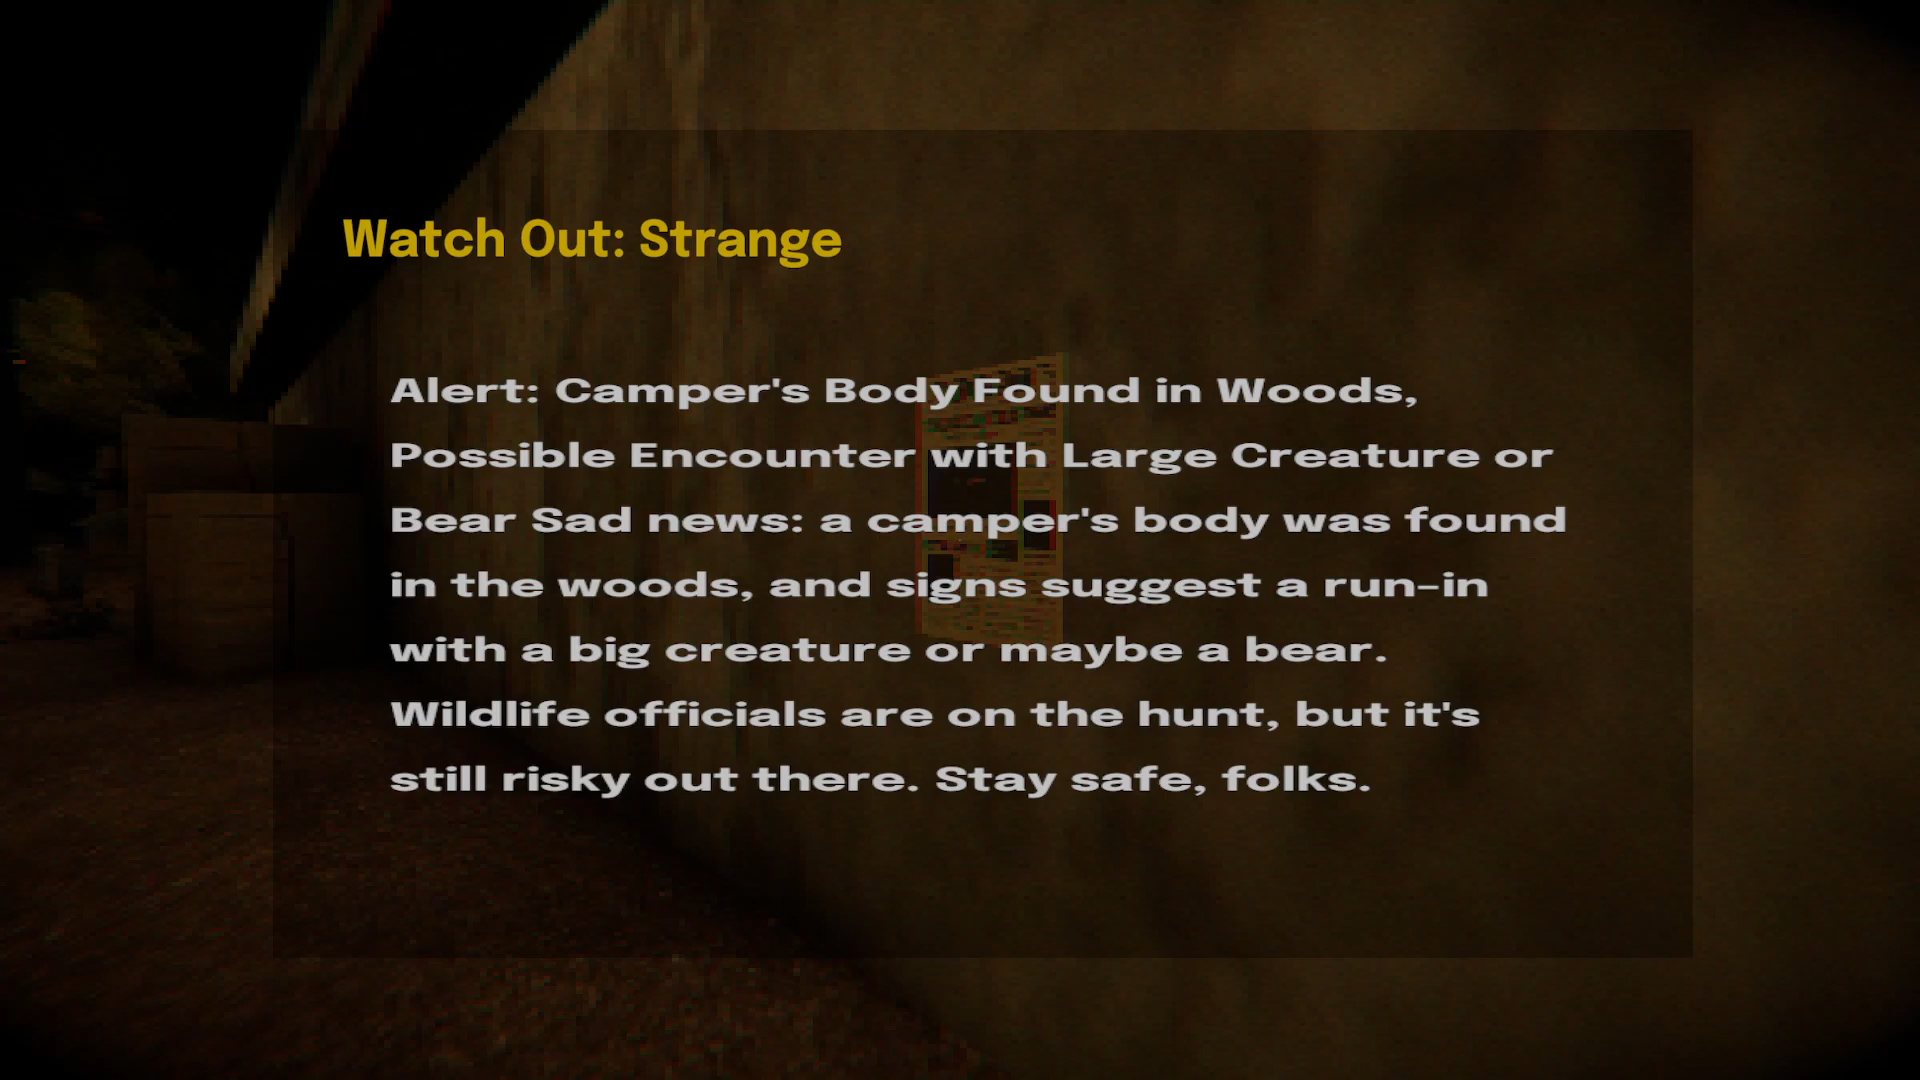 Watch Out: Strange
Alert: Camper's Body Found in Woods,
Possible Encounter with Large Creature or
Bear Sad news: a camper's body was found
in the woods, and signs suggest a run-in
with a big creature or maybe a bear.
Wildlife officials are on the hunt, but it's
still risky out there. Stay safe, folks.